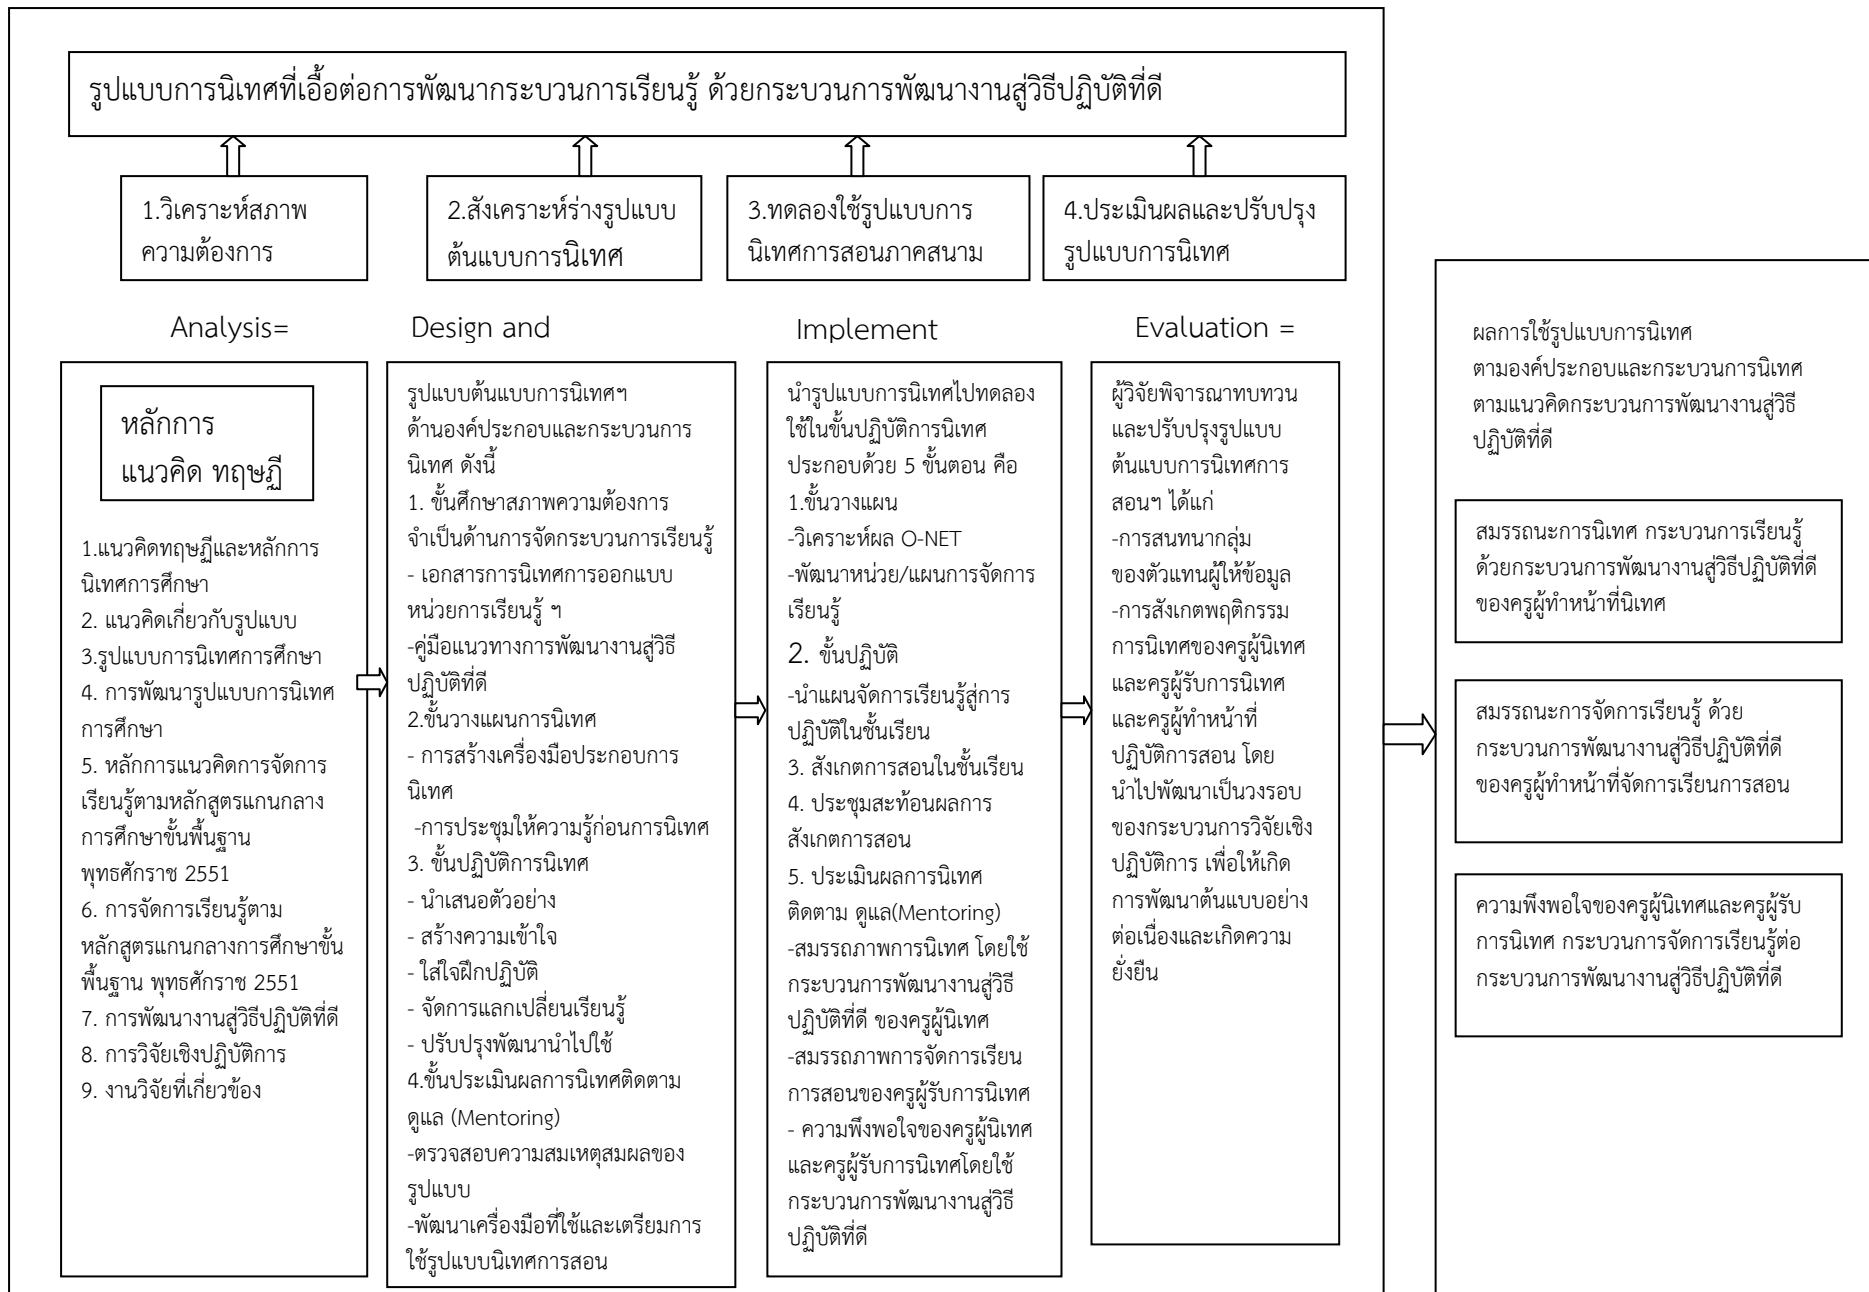 รูปแบบการนิเทศที่เอื้อต่อการพัฒนากระบวนการเรียนรู้ ด้วยกระบวนการพัฒนางานสู่วิธีปฏิบัติที่ดี
1.วิเคราะห์สภาพ
ความต้องการ
2.สังเคราะห์ร่างรูปแบบ
ต้นแบบการนิเทศ
3.ทดลองใช้รูปแบบการ
นิเทศการสอนภาคสนาม
4.ประเมินผลและปรับปรุง
รูปแบบการนิเทศ
Analysis=
หลักการ
แนวคิด ทฤษฎี
1.แนวคิดทฤษฎีและหลักการ
นิเทศการศึกษา
2. แนวคิดเกี่ยวกับรูปแบบ
3.รูปแบบการนิเทศการศึกษา
4. การพัฒนารูปแบบการนิเทศ
การศึกษา
5. หลักการแนวคิดการจัดการ
เรียนรู้ตามหลักสูตรแกนกลาง
การศึกษาขั้นพื้นฐาน
พุทธศักราช 2551
6. การจัดการเรียนรู้ตาม
หลักสูตรแกนกลางการศึกษาขั้น
พื้นฐาน พุทธศักราช 2551
7. การพัฒนางานสู่วิธีปฏิบัติที่ดี
8. การวิจัยเชิงปฏิบัติการ
9. งานวิจัยที่เกี่ยวข้อง
Design and
รูปแบบต้นแบบการนิเทศฯ
ด้านองค์ประกอบและกระบวนการ
นิเทศ ดังนี้
1. ขั้นศึกษาสภาพความต้องการ
จำเป็นด้านการจัดกระบวนการเรียนรู้
- เอกสารการนิเทศการออกแบบ
หน่วยการเรียนรู้ ฯ
-คู่มือแนวทางการพัฒนางานสู่วิธี
ปฏิบัติที่ดี
2.ขั้นวางแผนการนิเทศ
- การสร้างเครื่องมือประกอบการ
นิเทศ
-การประชุมให้ความรู้ก่อนการนิเทศ
3. ขั้นปฏิบัติการนิเทศ
- นำเสนอตัวอย่าง
- สร้างความเข้าใจ
- ใส่ใจฝึกปฏิบัติ
- จัดการแลกเปลี่ยนเรียนรู้
- ปรับปรุงพัฒนานำไปใช้
4.ขั้นประเมินผลการนิเทศติดตาม
ดูแล (Mentoring)
-ตรวจสอบความสมเหตุสมผลของ
รูปแบบ
-พัฒนาเครื่องมือที่ใช้และเตรียมการ
ใช้รูปแบบนิเทศการสอน
Implement
นำรูปแบบการนิเทศไปทดลอง
ใช้ในขั้นปฏิบัติการนิเทศ
ประกอบด้วย 5 ขั้นตอน คือ
1.ขั้นวางแผน
-วิเคราะห์ผล O-NET
-พัฒนาหน่วย/แผนการจัดการ
เรียนรู้
2. ขั้นปฏิบัติ
-นำแผนจัดการเรียนรู้สู่การ
ปฏิบัติในชั้นเรียน
3. สังเกตการสอนในชั้นเรียน
4. ประชุมสะท้อนผลการ
สังเกตการสอน
5. ประเมินผลการนิเทศ
ติดตาม ดูแล(Mentoring)
-สมรรถภาพการนิเทศ โดยใช้
กระบวนการพัฒนางานสู่วิธี
ปฏิบัติที่ดี ของครูผู้นิเทศ
-สมรรถภาพการจัดการเรียน
การสอนของครูผู้รับการนิเทศ
- ความพึงพอใจของครูผู้นิเทศ
และครูผู้รับการนิเทศโดยใช้
กระบวนการพัฒนางานสู่วิธี
ปฏิบัติที่ดี
Evaluation =
ผู้วิจัยพิจารณาทบทวน
และปรับปรุงรูปแบบ
ต้นแบบการนิเทศการ
สอนฯ ได้แก่
-การสนทนากลุ่ม
ของตัวแทนผู้ให้ข้อมูล
-การสังเกตพฤติกรรม
การนิเทศของครูผู้นิเทศ
และครูผู้รับการนิเทศ
และครูผู้ทำหน้าที่
ปฏิบัติการสอน โดย
นำไปพัฒนาเป็นวงรอบ
ของกระบวนการวิจัยเชิง
ปฏิบัติการ เพื่อให้เกิด
การพัฒนาต้นแบบอย่าง
ต่อเนื่องและเกิดความ
ยั่งยืน
ผลการใช้รูปแบบการนิเทศ
ตามองค์ประกอบและกระบวนการนิเทศ
ตามแนวคิดกระบวนการพัฒนางานสู่วิธี
ปฏิบัติที่ดี
สมรรถนะการนิเทศ กระบวนการเรียนรู้
ด้วยกระบวนการพัฒนางานสู่วิธีปฏิบัติที่ดี
ของครูผู้ทำหน้าที่นิเทศ
สมรรถนะการจัดการเรียนรู้ ด้วย
กระบวนการพัฒนางานสู่วิธีปฏิบัติที่ดี
ของครูผู้ทำหน้าที่จัดการเรียนการสอน
ความพึงพอใจของครูผู้นิเทศและครูผู้รับ
การนิเทศ กระบวนการจัดการเรียนรู้ต่อ
กระบวนการพัฒนางานสู่วิธีปฏิบัติที่ดี